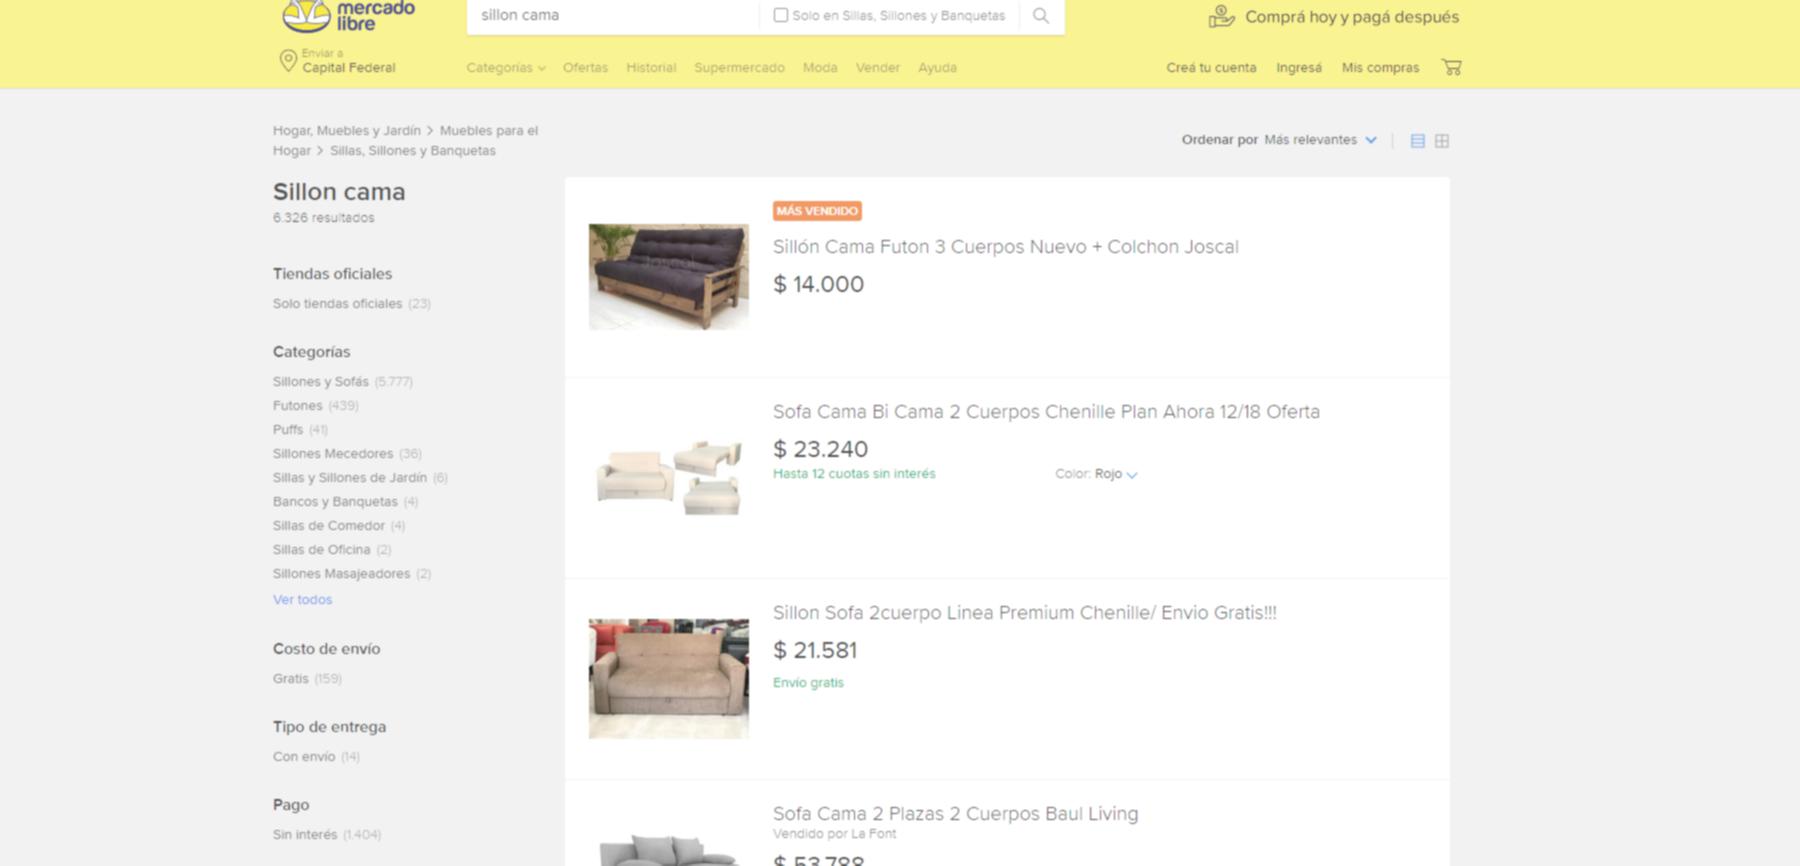 mercado
libre
sillon cama
Solo en Sillas, Sillones y Banquetas
Comprá hoy y pagá después
Enviar a
Capital Federal
Categorías
Ofertas
Historial
Supermercado
Moda
Vender
Ayuda
Creá tu cuenta
Ingresá
Mis compras
Hogar, Muebles y Jardín > Muebles para el
Hogar > Sillas, Sillones y Banquetas
Ordenar por Más relevantes
Sillon cama
6.326 resultados
Tiendas oficiales
Solo tiendas oficiales (23)
Categorías
Sillones y Sofás (5.777)
Futones (439)
Puffs (41)
Sillones Mecedores (36)
Sillas y Sillones de Jardín (6)
Bancos y Banquetas (4)
Sillas de Comedor (4)
Sillas de Oficina (2)
Sillones Masajeadores (2)
Ver todos
Costo de envío
Gratis (159)
Tipo de entrega
Con envío (14)
Pago
Sin interés (1.404)
MÁS VENDIDO
Sillón Cama Futon 3 Cuerpos Nuevo + Colchon Joscal
$ 14.000
Sofa Cama Bi Cama 2 Cuerpos Chenille Plan Ahora 12/18 Oferta
$ 23.240
Hasta 12 cuotas sin interés
Color: Rojo
Sillon Sofa 2cuerpo Linea Premium Chenille/ Envio Gratis!!!
$ 21.581
Envío gratis
Sofa Cama 2 Plazas 2 Cuerpos Baul Living
Vendido por La Font
$ 53.788